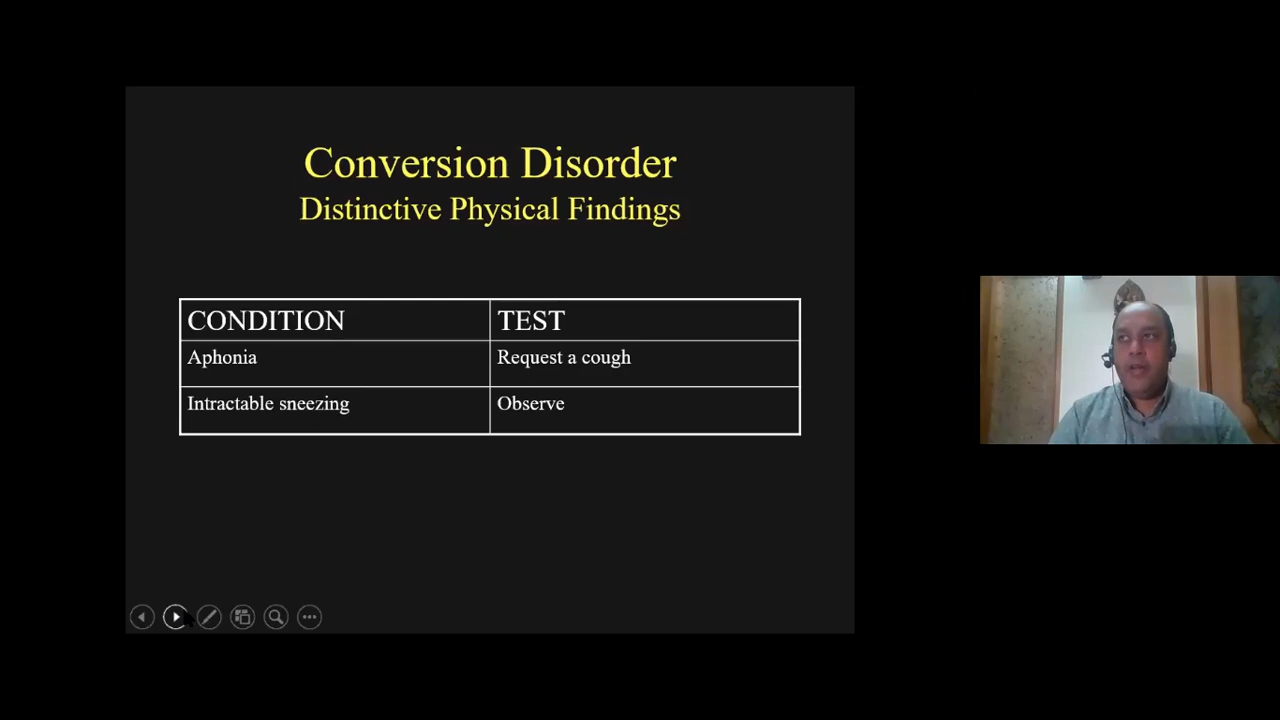 Conversion Disorder
Distinctive Physical Findings
CONDITION TEST
Aphonia Request a cough
Intractable sneezing Observe